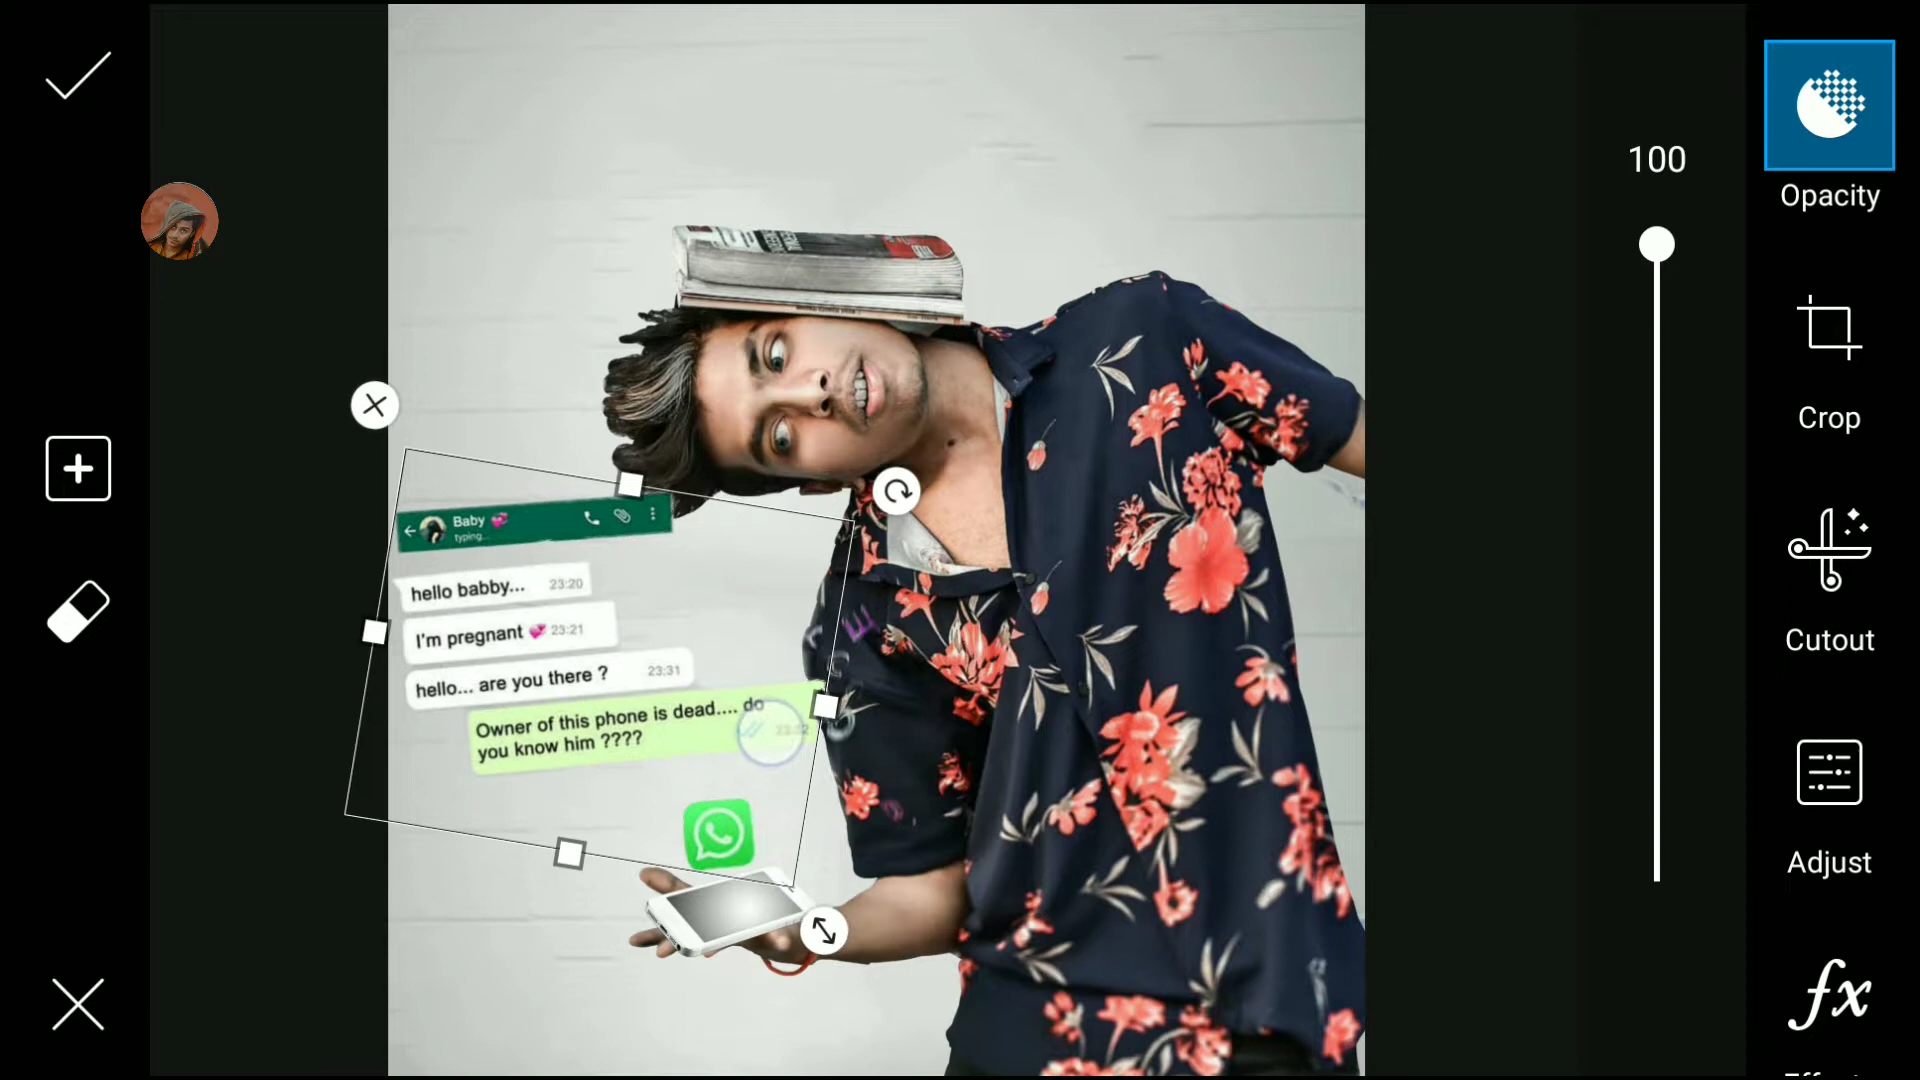 100
Opacity
Crop
Cutout
Adjust
fx
Baby 💞
typing...
hello babby... 23:20
I'm pregnant 💞 23:21
hello... are you there ? 23:31
Owner of this phone is dead.... do
you know him ????